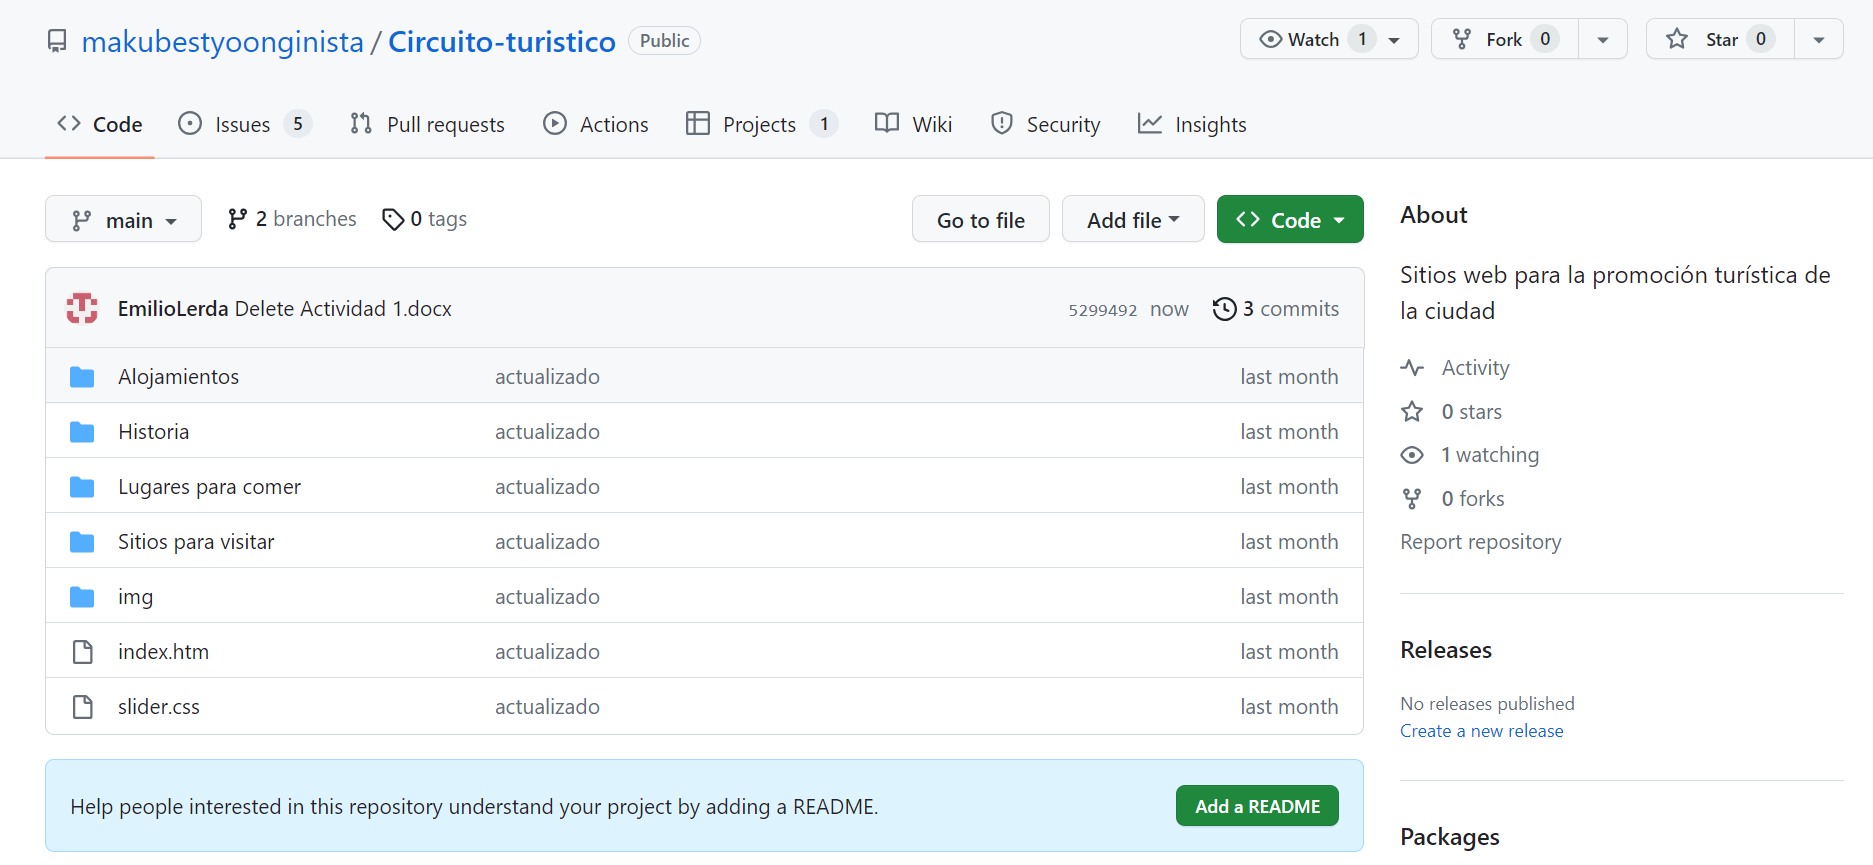 makubestyoonginista / Circuito-turistico Public Watch 1 Fork 0 Star 0
Code Issues 5 Pull requests Actions Projects 1 Wiki Security Insights
main 2 branches 0 tags Go to file Add file Code
EmilioLerda Delete Actividad 1.docx 5299492 now 3 commits
Alojamientos actualizado last month
Historia actualizado last month
Lugares para comer actualizado last month
Sitios para visitar actualizado last month
img actualizado last month
index.htm actualizado last month
slider.css actualizado last month
Help people interested in this repository understand your project by adding a README. Add a README
About
Sitios web para la promoción turística de
la ciudad
Activity
0 stars
1 watching
0 forks
Report repository
Releases
No releases published
Create a new release
Packages